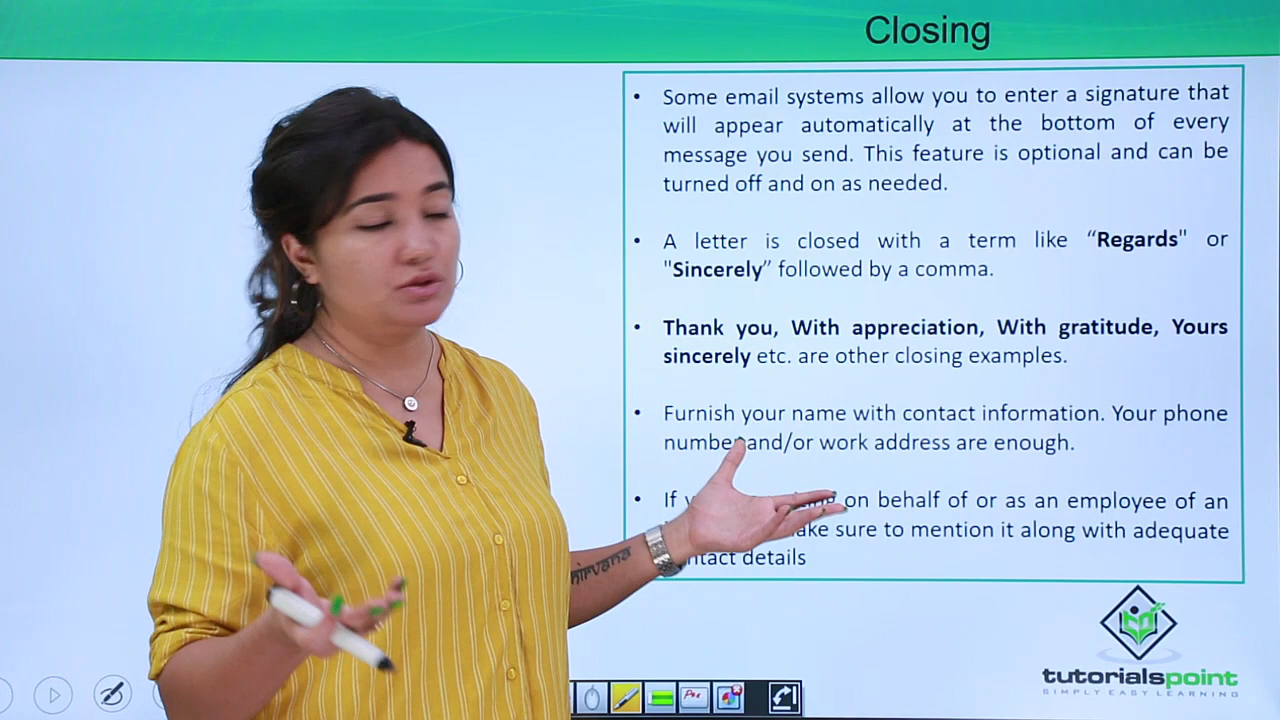 Closing
• Some email systems allow you to enter a signature that
will appear automatically at the bottom of every
message you send. This feature is optional and can be
turned off and on as needed.
• A letter is closed with a term like “Regards" or
"Sincerely” followed by a comma.
• Thank you, With appreciation, With gratitude, Yours
sincerely etc. are other closing examples.
• Furnish your name with contact information. Your phone
number and/or work address are enough.
• If on behalf of or as an employee of an
make sure to mention it along with adequate
contact details
nirvana
tutorialspoint
SIMPLY EASY LEARNING